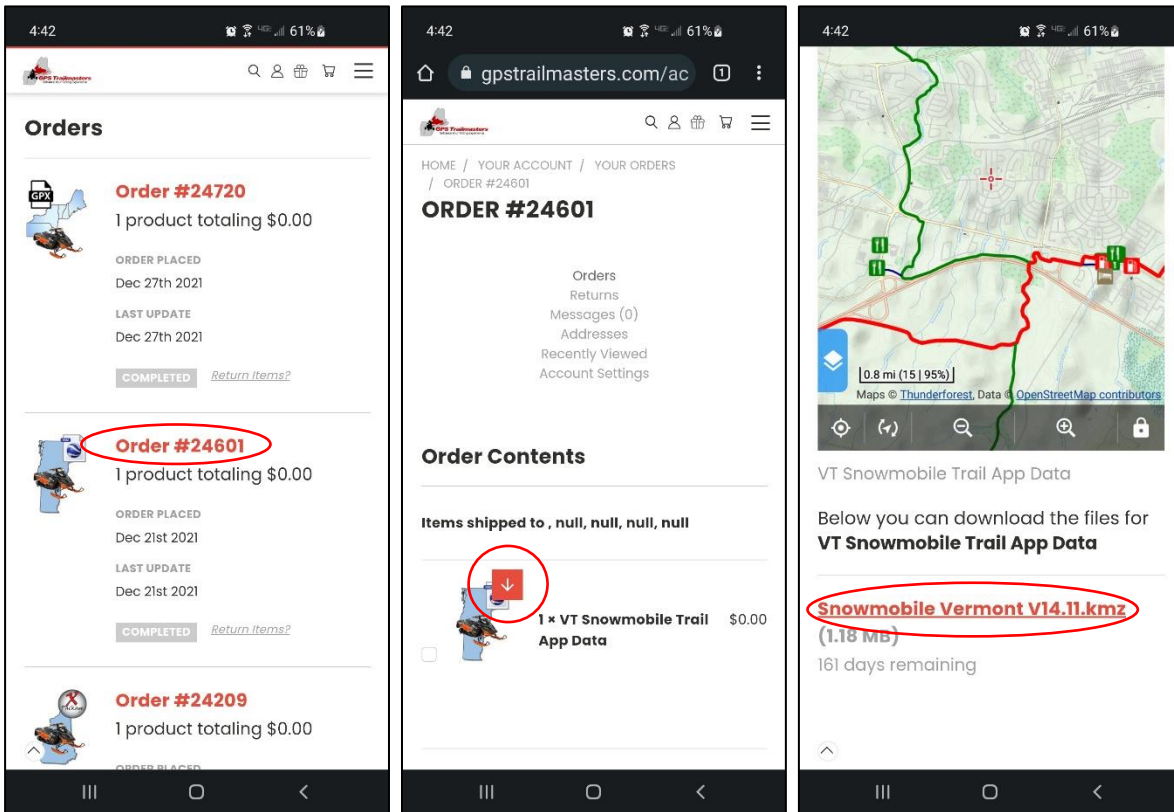 4:42
4G 61%
GPS Trailmasters
Orders
GPX
Order #24720
1 product totaling $0.00
ORDER PLACED
Dec 27th 2021
LAST UPDATE
Dec 27th 2021
COMPLETED Return Items?
Order #24601
1 product totaling $0.00
ORDER PLACED
Dec 21st 2021
LAST UPDATE
Dec 21st 2021
COMPLETED Return Items?
Order #24209
1 product totaling $0.00
ORDER PLACED
4:42
61%
gpstrailmasters.com/ac 1
GPS Trailmasters
HOME / YOUR ACCOUNT / YOUR ORDERS
/ ORDER #24601
ORDER #24601
Orders
Returns
Messages (0)
Addresses
Recently Viewed
Account Settings
Order Contents
Items shipped to , null, null, null, null
1 × VT Snowmobile Trail $0.00
App Data
4:42
61%
0.8 mi (15 | 95%)
Maps © Thunderforest, Data © OpenStreetMap contributors
VT Snowmobile Trail App Data
Below you can download the files for
VT Snowmobile Trail App Data
Snowmobile Vermont V14.11.kmz
(1.18 MB)
161 days remaining